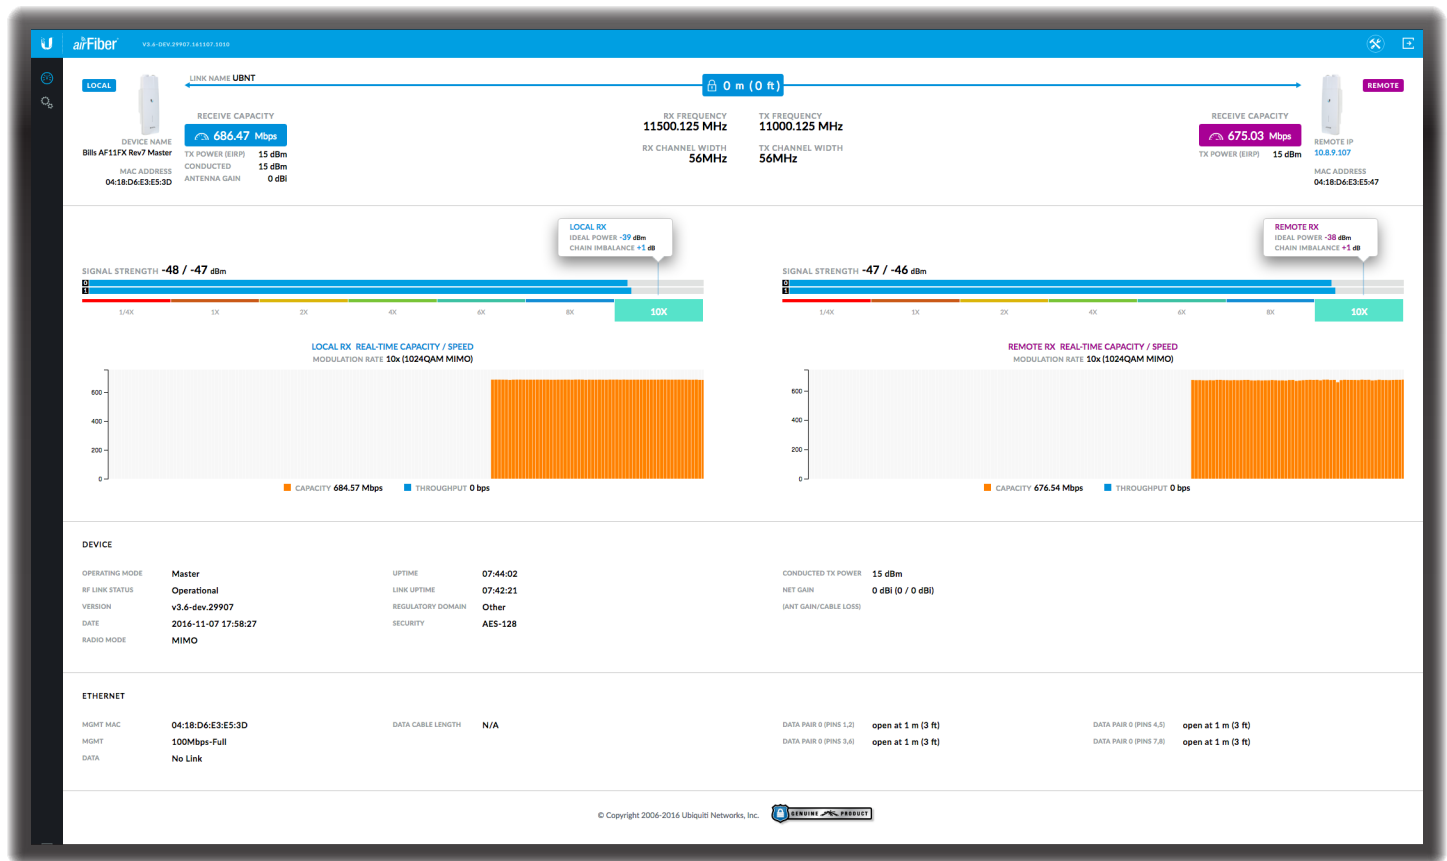 airFiber
V3.6-DEV.29907.161107.1010
LOCAL
LINK NAME UBNT
0 m (0 ft)
REMOTE
RECEIVE CAPACITY
686.47 Mbps
TX POWER (EIRP) 15 dBm
CONDUCTED 15 dBm
ANTENNA GAIN 0 dBi
DEVICE NAME
Bills AF11FX Rev7 Master
MAC ADDRESS
04:18:D6:E3:E5:3D
RX FREQUENCY
11500.125 MHz
TX FREQUENCY
11000.125 MHz
RX CHANNEL WIDTH
56MHz
TX CHANNEL WIDTH
56MHz
RECEIVE CAPACITY
675.03 Mbps
TX POWER (EIRP) 15 dBm
REMOTE IP
10.8.9.107
MAC ADDRESS
04:18:D6:E3:E5:47
LOCAL RX
IDEAL POWER -39 dBm
CHAIN IMBALANCE +1 dB
SIGNAL STRENGTH -48 / -47 dBm
0
1
1/4X 1X 2X 4X 6X 8X 10X
REMOTE RX
IDEAL POWER -38 dBm
CHAIN IMBALANCE +1 dB
SIGNAL STRENGTH -47 / -46 dBm
0
1
1/4X 1X 2X 4X 6X 8X 10X
LOCAL RX REAL-TIME CAPACITY / SPEED
MODULATION RATE 10x (1024QAM MIMO)
600
400
200
0
CAPACITY 684.57 Mbps THROUGHPUT 0 bps
REMOTE RX REAL-TIME CAPACITY / SPEED
MODULATION RATE 10x (1024QAM MIMO)
600
400
200
0
CAPACITY 676.54 Mbps THROUGHPUT 0 bps
DEVICE
OPERATING MODE Master
RF LINK STATUS Operational
VERSION v3.6-dev.29907
DATE 2016-11-07 17:58:27
RADIO MODE MIMO
UPTIME 07:44:02
LINK UPTIME 07:42:21
REGULATORY DOMAIN Other
SECURITY AES-128
CONDUCTED TX POWER 15 dBm
NET GAIN 0 dBi (0 / 0 dBi)
(ANT GAIN/CABLE LOSS)
ETHERNET
MGMT MAC 04:18:D6:E3:E5:3D
MGMT 100Mbps-Full
DATA No Link
DATA CABLE LENGTH N/A
DATA PAIR 0 (PINS 1,2) open at 1 m (3 ft)
DATA PAIR 0 (PINS 3,6) open at 1 m (3 ft)
DATA PAIR 0 (PINS 4,5) open at 1 m (3 ft)
DATA PAIR 0 (PINS 7,8) open at 1 m (3 ft)
© Copyright 2006-2016 Ubiquiti Networks, Inc.
GENUINE PRODUCT